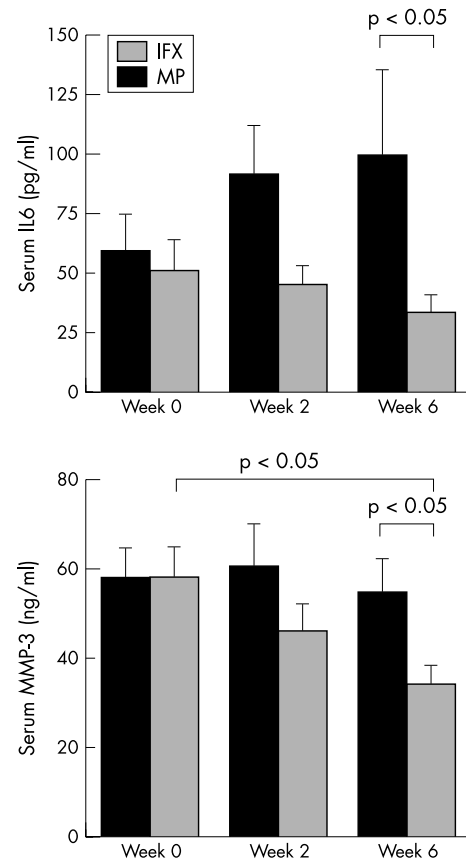 p < 0.05
150
IFX
MP
125
100
75
50
25
0
Serum IL6 (pg/ml)
Week 0 Week 2 Week 6
p < 0.05
80
p < 0.05
60
40
20
0
Serum MMP-3 (ng/ml)
Week 0 Week 2 Week 6